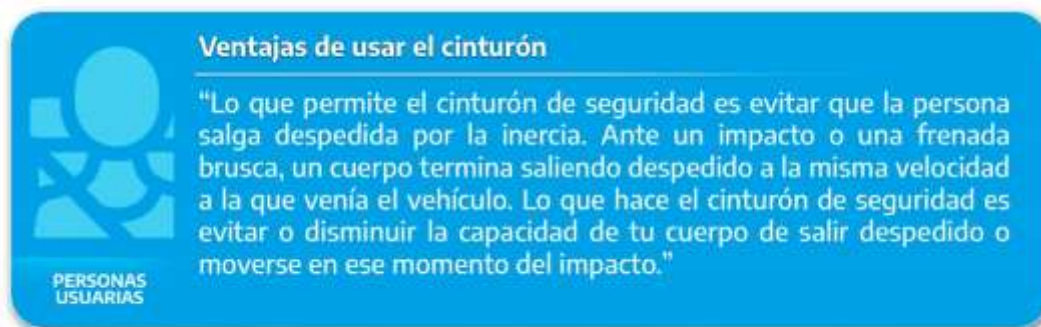 Ventajas de usar el cinturón
“Lo que permite el cinturón de seguridad es evitar que la persona
salga despedida por la inercia. Ante un impacto o una frenada
brusca, un cuerpo termina saliendo despedido a la misma velocidad
a la que venía el vehículo. Lo que hace el cinturón de seguridad es
evitar o disminuir la capacidad de tu cuerpo de salir despedido o
moverse en ese momento del impacto.”
PERSONAS
USUARIAS